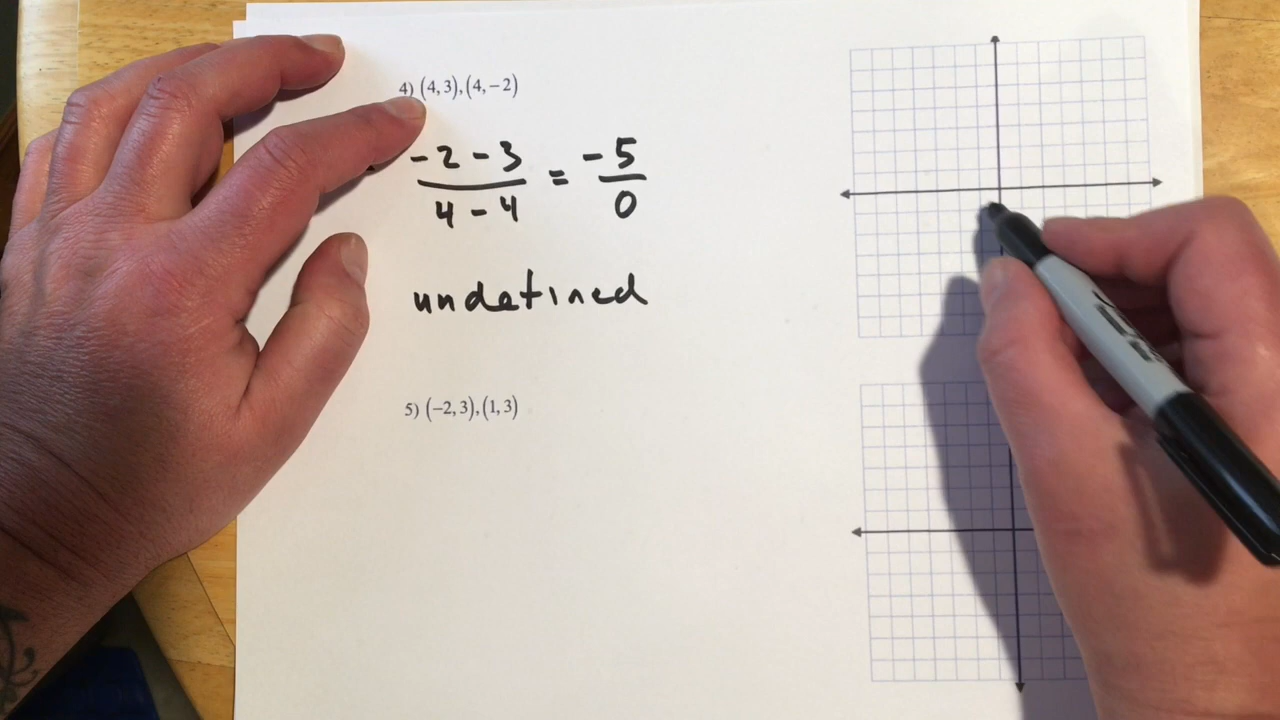 4) (4, 3), (4, −2)
-2 - 3 / 4 - 4 = -5 / 0
undefined
5) (−2, 3), (1, 3)